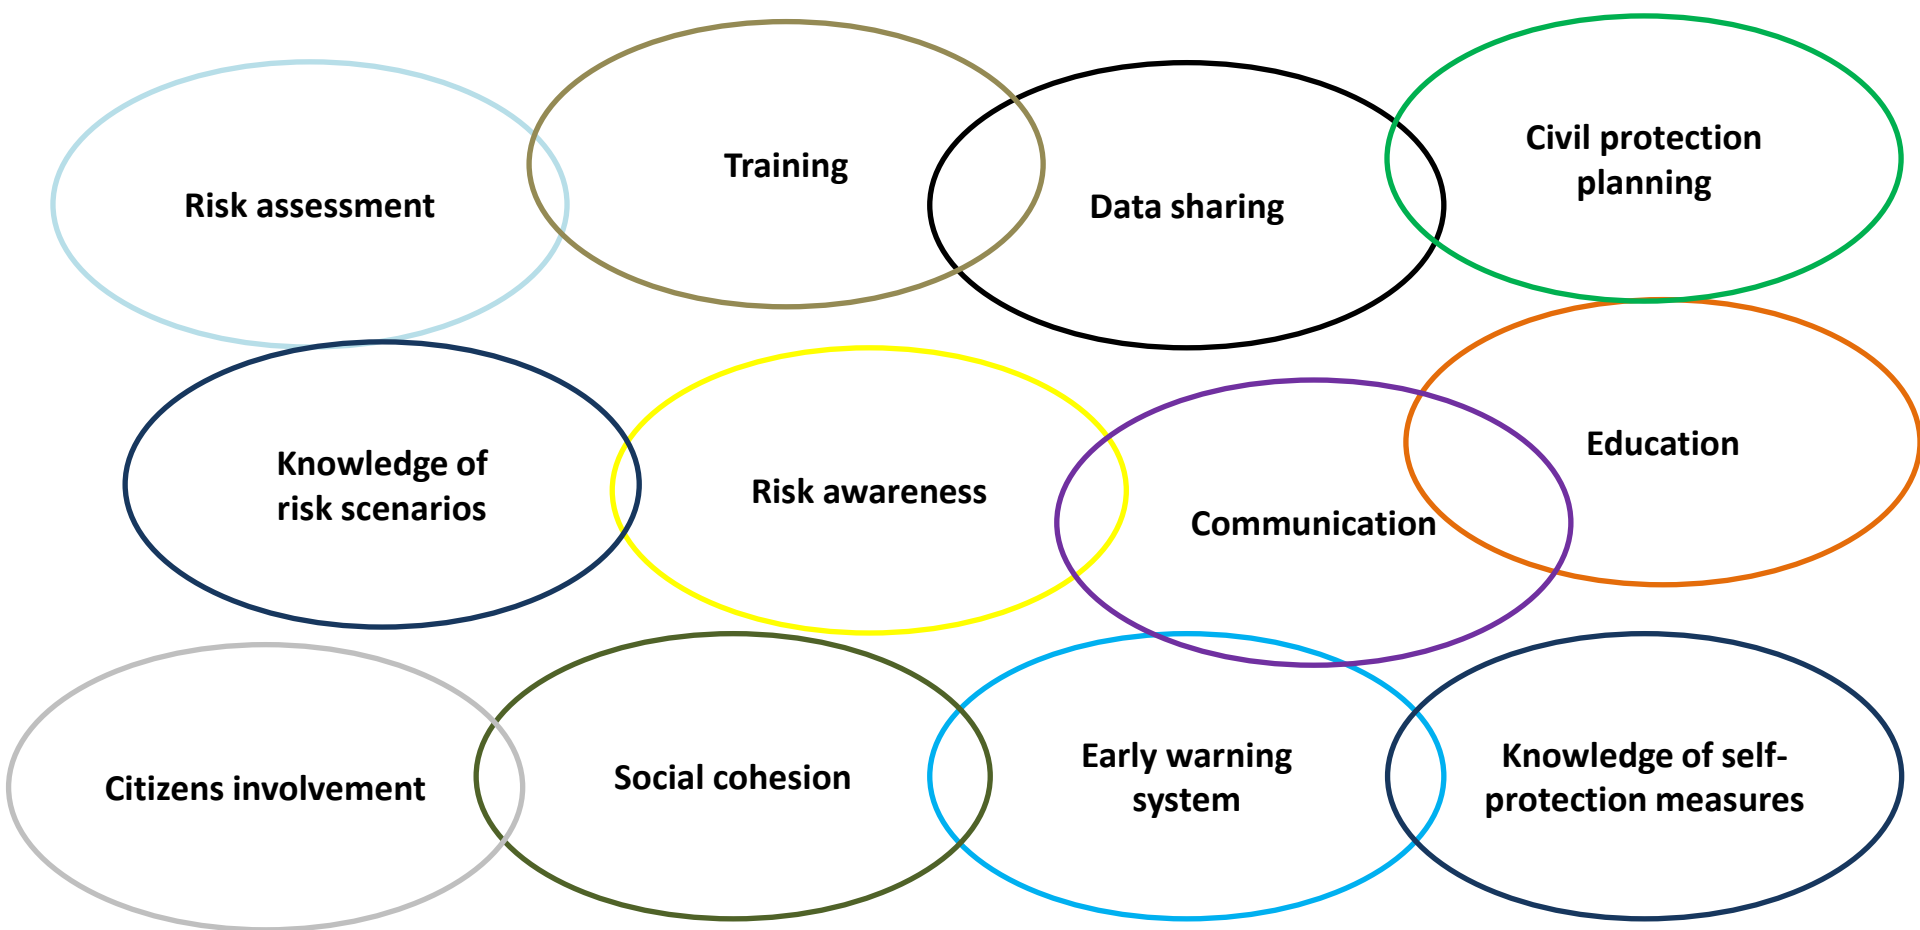 Risk assessment
Training
Data sharing
Civil protection
planning
Knowledge of
risk scenarios
Risk awareness
Communication
Education
Citizens involvement
Social cohesion
Early warning
system
Knowledge of self-
protection measures